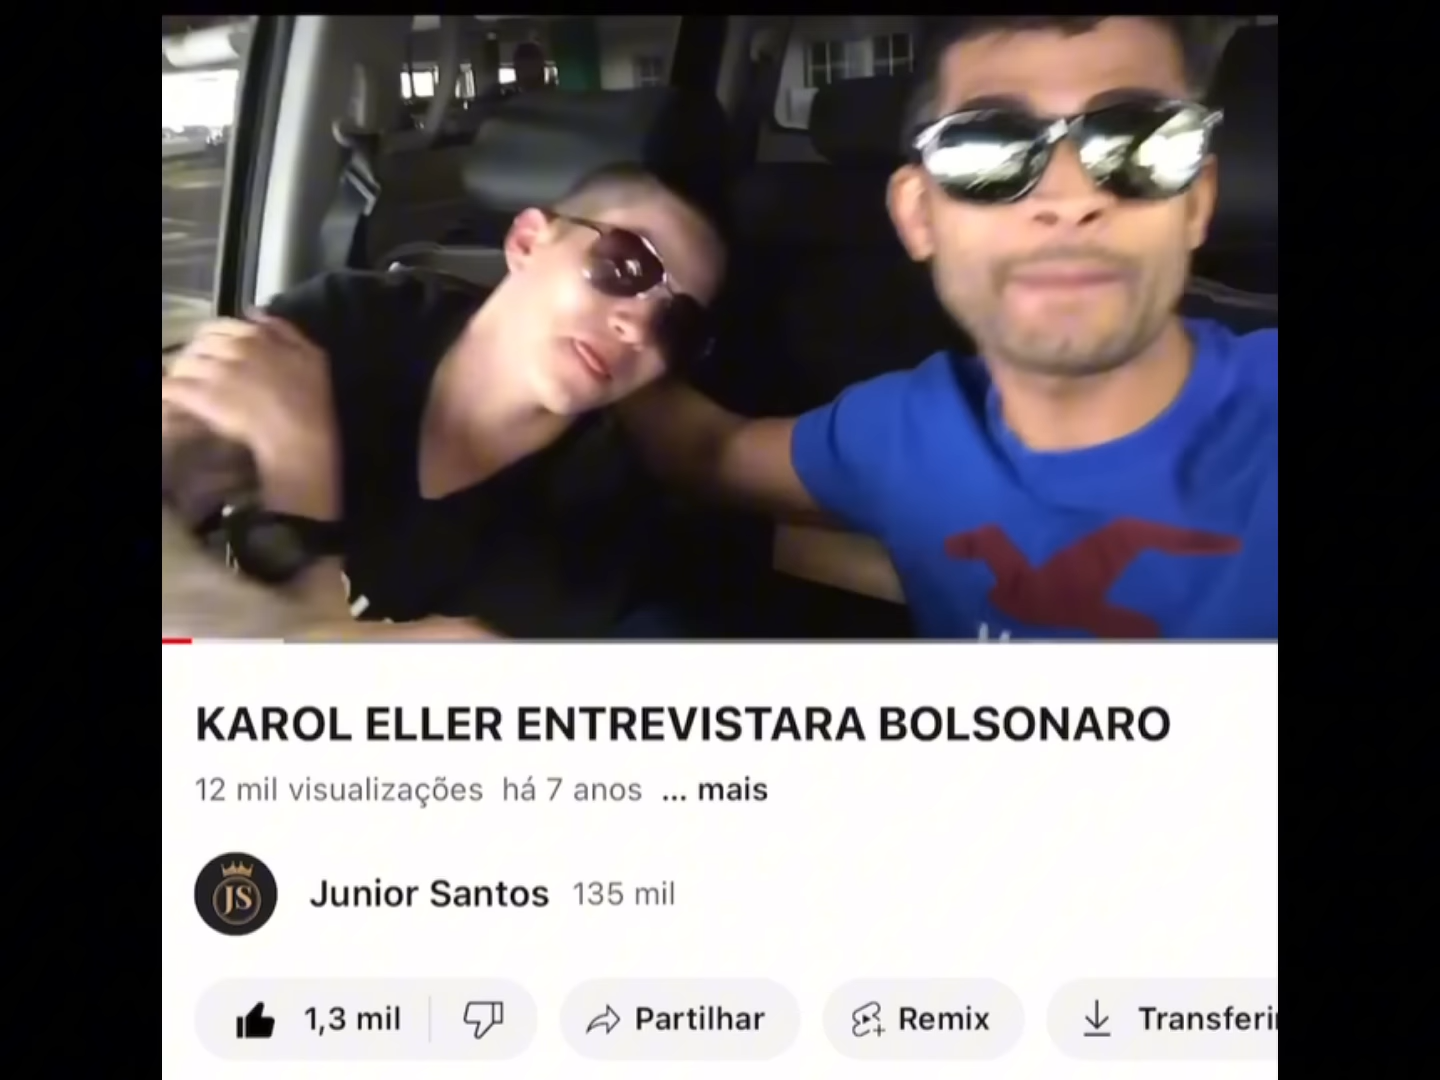 KAROL ELLER ENTREVISTARA BOLSONARO
12 mil visualizações há 7 anos ... mais
JS
Junior Santos 135 mil
1,3 mil Partilhar Remix